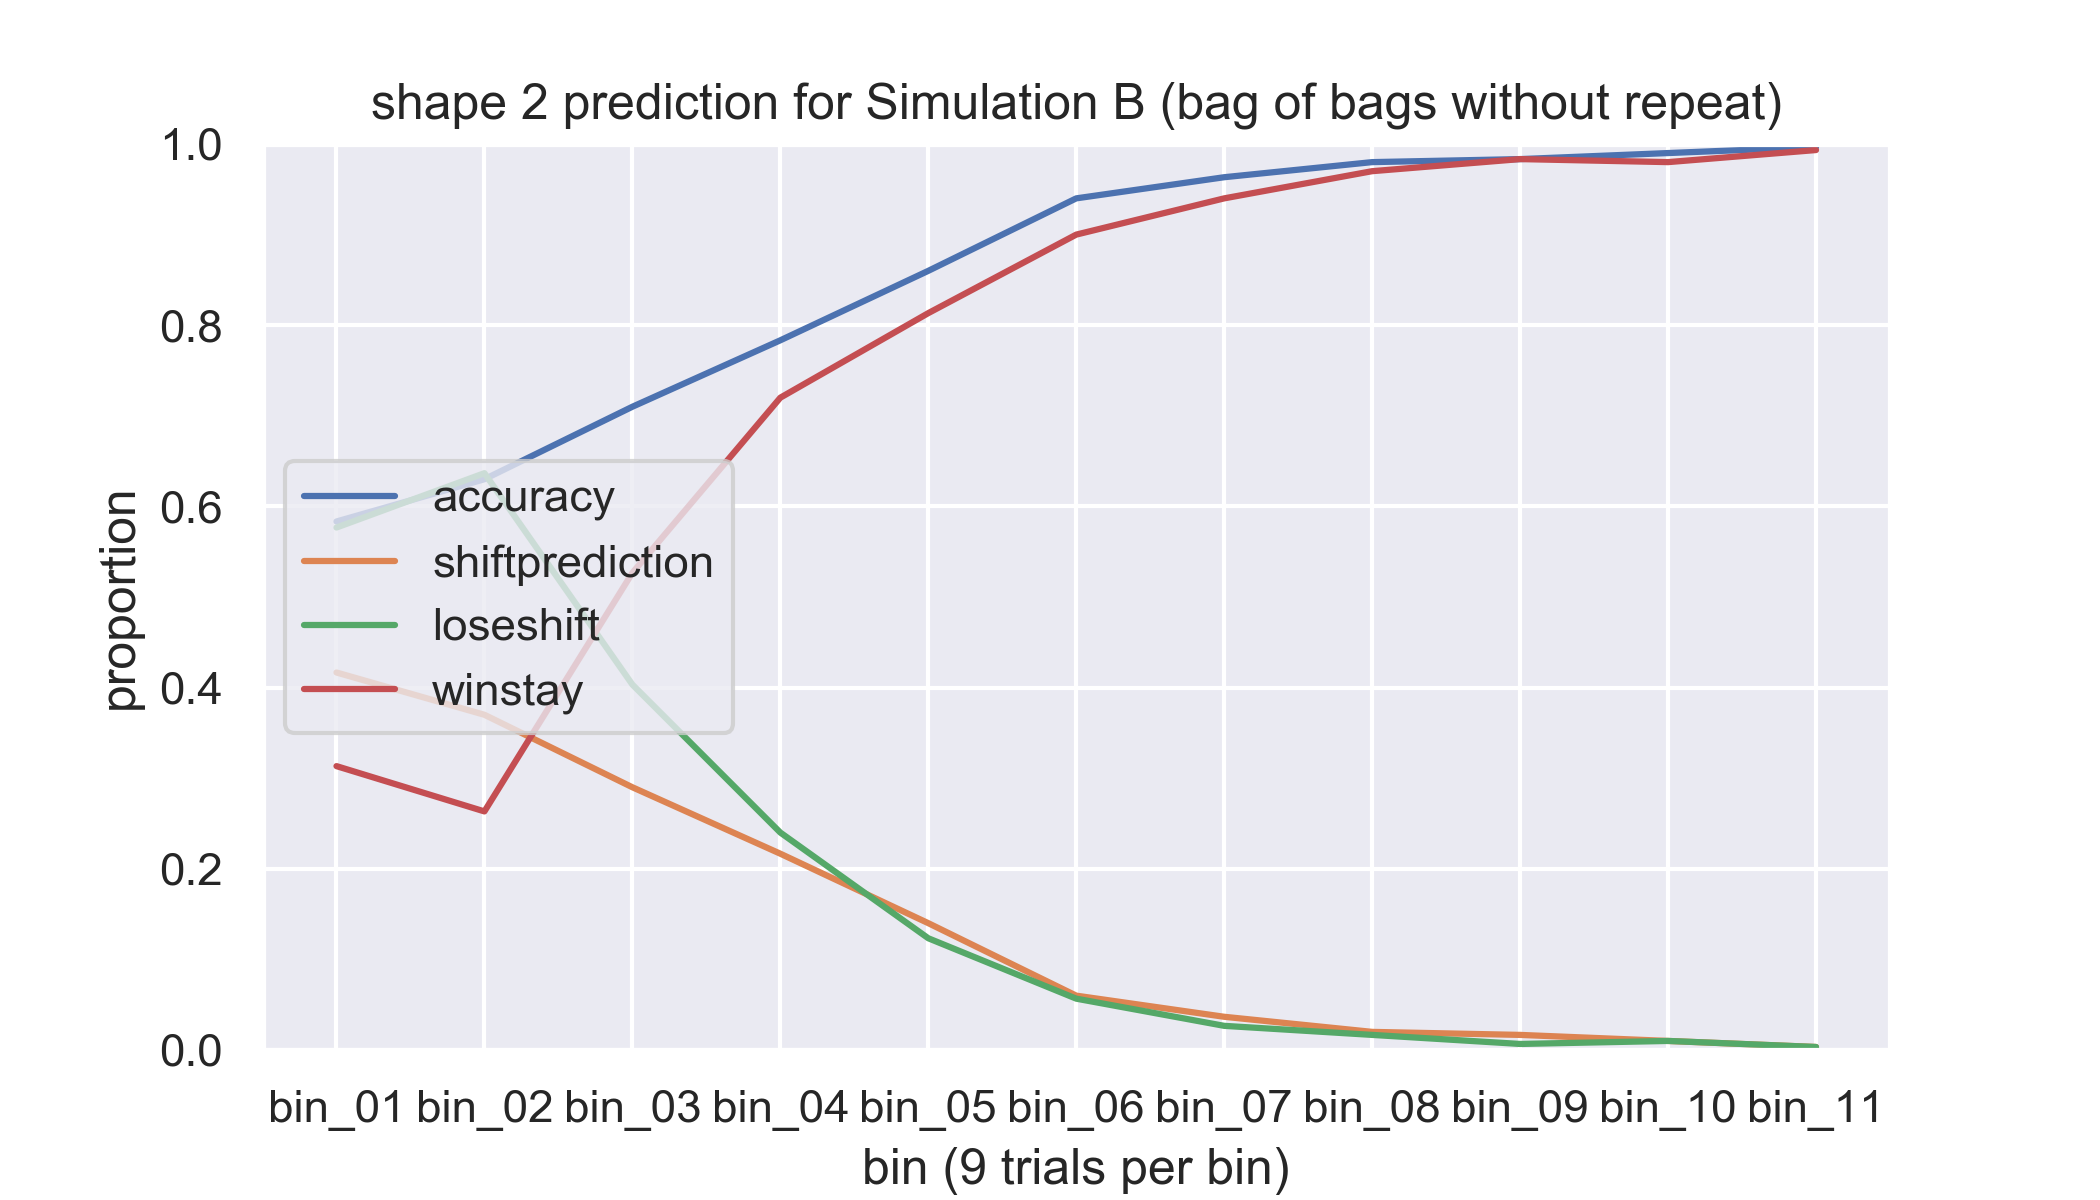 shape 2 prediction for Simulation B (bag of bags without repeat)
1.0
0.8
0.6
0.4
0.2
0.0
proportion
accuracy
shiftprediction
loseshift
winstay
bin_01 bin_02 bin_03 bin_04 bin_05 bin_06 bin_07 bin_08 bin_09 bin_10 bin_11
bin (9 trials per bin)